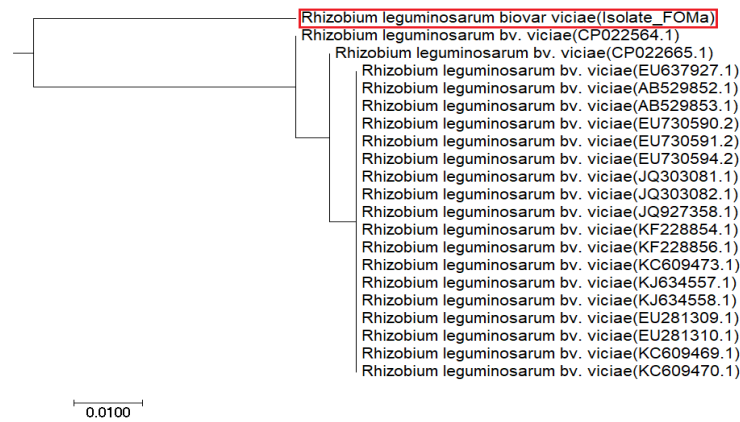 Rhizobium leguminosarum biovar viciae(Isolate_FOMa)
Rhizobium leguminosarum bv. viciae(CP022564.1)
Rhizobium leguminosarum bv. viciae(CP022665.1)
Rhizobium leguminosarum bv. viciae(EU637927.1)
Rhizobium leguminosarum bv. viciae(AB529852.1)
Rhizobium leguminosarum bv. viciae(AB529853.1)
Rhizobium leguminosarum bv. viciae(EU730590.2)
Rhizobium leguminosarum bv. viciae(EU730591.2)
Rhizobium leguminosarum bv. viciae(EU730594.2)
Rhizobium leguminosarum bv. viciae(JQ303081.1)
Rhizobium leguminosarum bv. viciae(JQ303082.1)
Rhizobium leguminosarum bv. viciae(JQ927358.1)
Rhizobium leguminosarum bv. viciae(KF228854.1)
Rhizobium leguminosarum bv. viciae(KF228856.1)
Rhizobium leguminosarum bv. viciae(KC609473.1)
Rhizobium leguminosarum bv. viciae(KJ634557.1)
Rhizobium leguminosarum bv. viciae(KJ634558.1)
Rhizobium leguminosarum bv. viciae(EU281309.1)
Rhizobium leguminosarum bv. viciae(EU281310.1)
Rhizobium leguminosarum bv. viciae(KC609469.1)
Rhizobium leguminosarum bv. viciae(KC609470.1)
0.0100